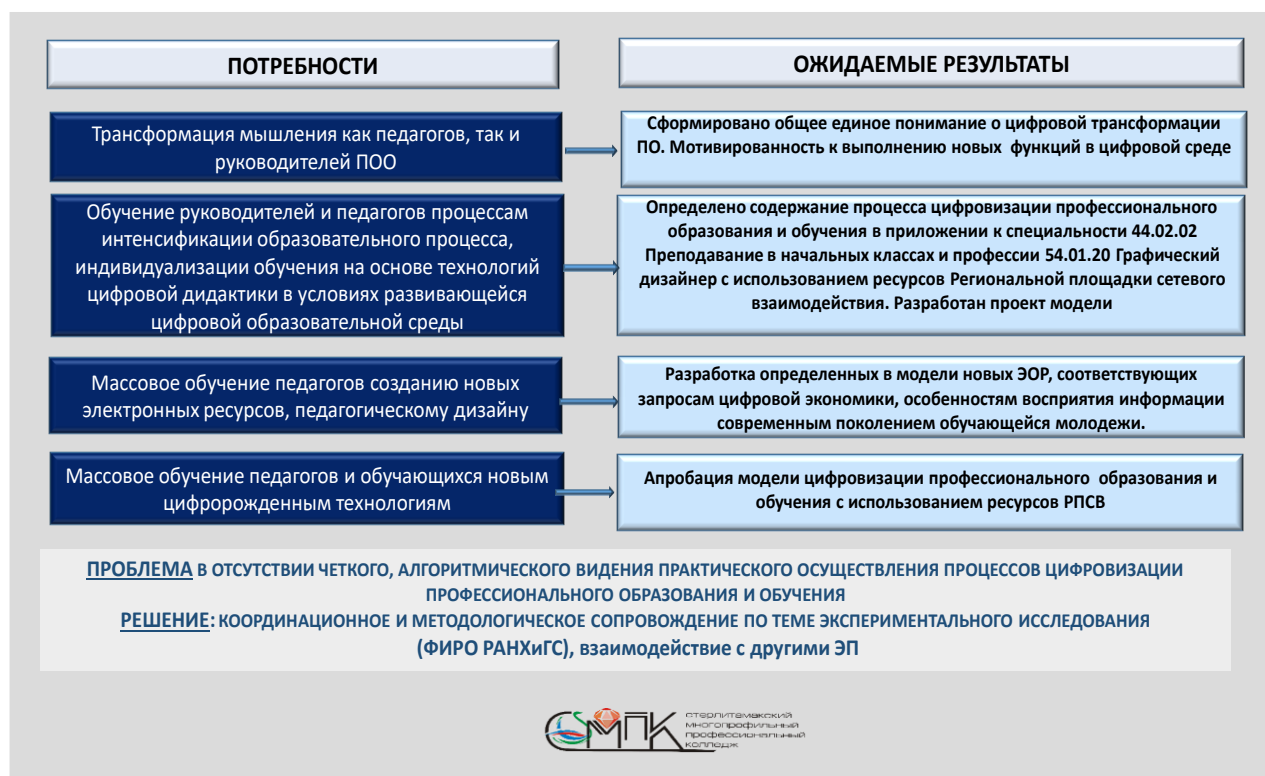 ПОТРЕБНОСТИ
ОЖИДАЕМЫЕ РЕЗУЛЬТАТЫ
Трансформация мышления как педагогов, так и
руководителей ПОО
Сформировано общее единое понимание о цифровой трансформации
ПО. Мотивированность к выполнению новых функций в цифровой среде
Обучение руководителей и педагогов процессам
интенсификации образовательного процесса,
индивидуализации обучения на основе технологий
цифровой дидактики в условиях развивающейся
цифровой образовательной среды
Определено содержание процесса цифровизации профессионального
образования и обучения в приложении к специальности 44.02.02
Преподавание в начальных классах и профессии 54.01.20 Графический
дизайнер с использованием ресурсов Региональной площадки сетевого
взаимодействия. Разработан проект модели
Массовое обучение педагогов созданию новых
электронных ресурсов, педагогическому дизайну
Разработка определенных в модели новых ЭОР, соответствующих
запросам цифровой экономики, особенностям восприятия информации
современным поколением обучающейся молодежи.
Массовое обучение педагогов и обучающихся новым
цифророжденным технологиям
Апробация модели цифровизации профессионального образования и
обучения с использованием ресурсов РПСВ
ПРОБЛЕМА В ОТСУТСТВИИ ЧЕТКОГО, АЛГОРИТМИЧЕСКОГО ВИДЕНИЯ ПРАКТИЧЕСКОГО ОСУЩЕСТВЛЕНИЯ ПРОЦЕССОВ ЦИФРОВИЗАЦИИ
ПРОФЕССИОНАЛЬНОГО ОБРАЗОВАНИЯ И ОБУЧЕНИЯ
РЕШЕНИЕ: КООРДИНАЦИОННОЕ И МЕТОДОЛОГИЧЕСКОЕ СОПРОВОЖДЕНИЕ ПО ТЕМЕ ЭКСПЕРИМЕНТАЛЬНОГО ИССЛЕДОВАНИЯ
(ФИРО РАНХиГС), взаимодействие с другими ЭП
СМПК
стерлитамакский
многопрофильный
профессиональный
колледж